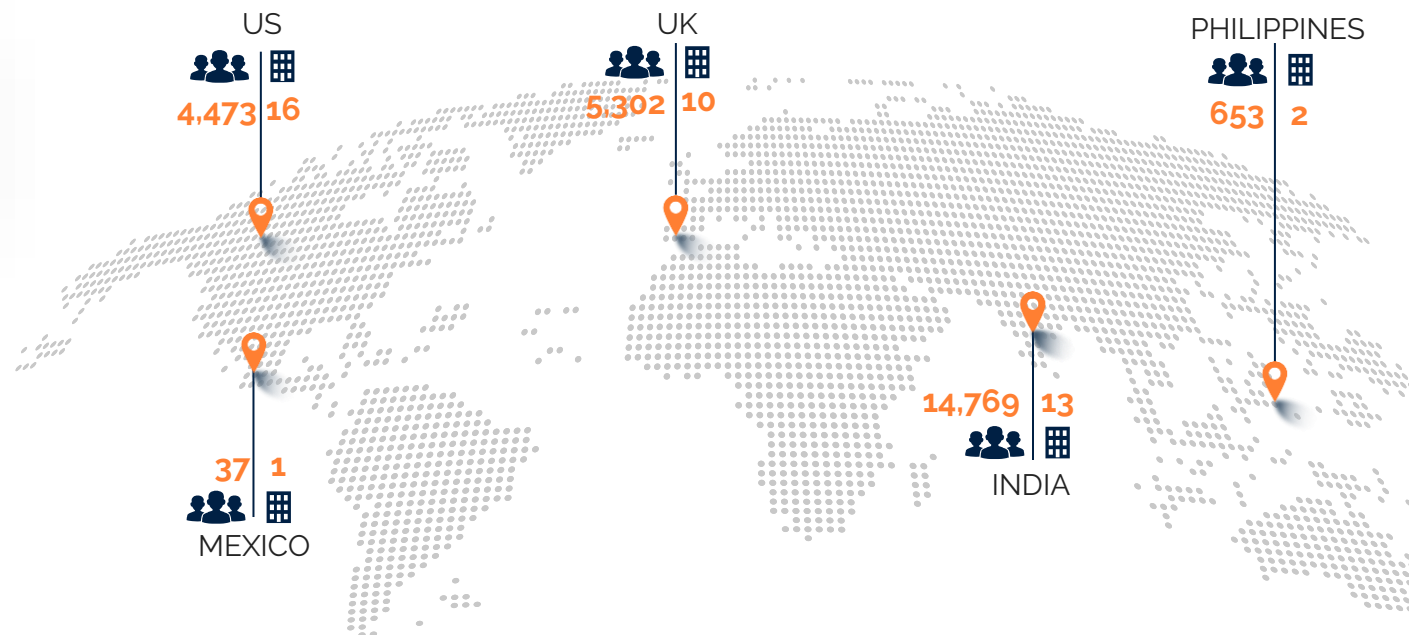 US
4,473 16
UK
5,302 10
PHILIPPINES
653 2
37 1
MEXICO
14,769 13
INDIA